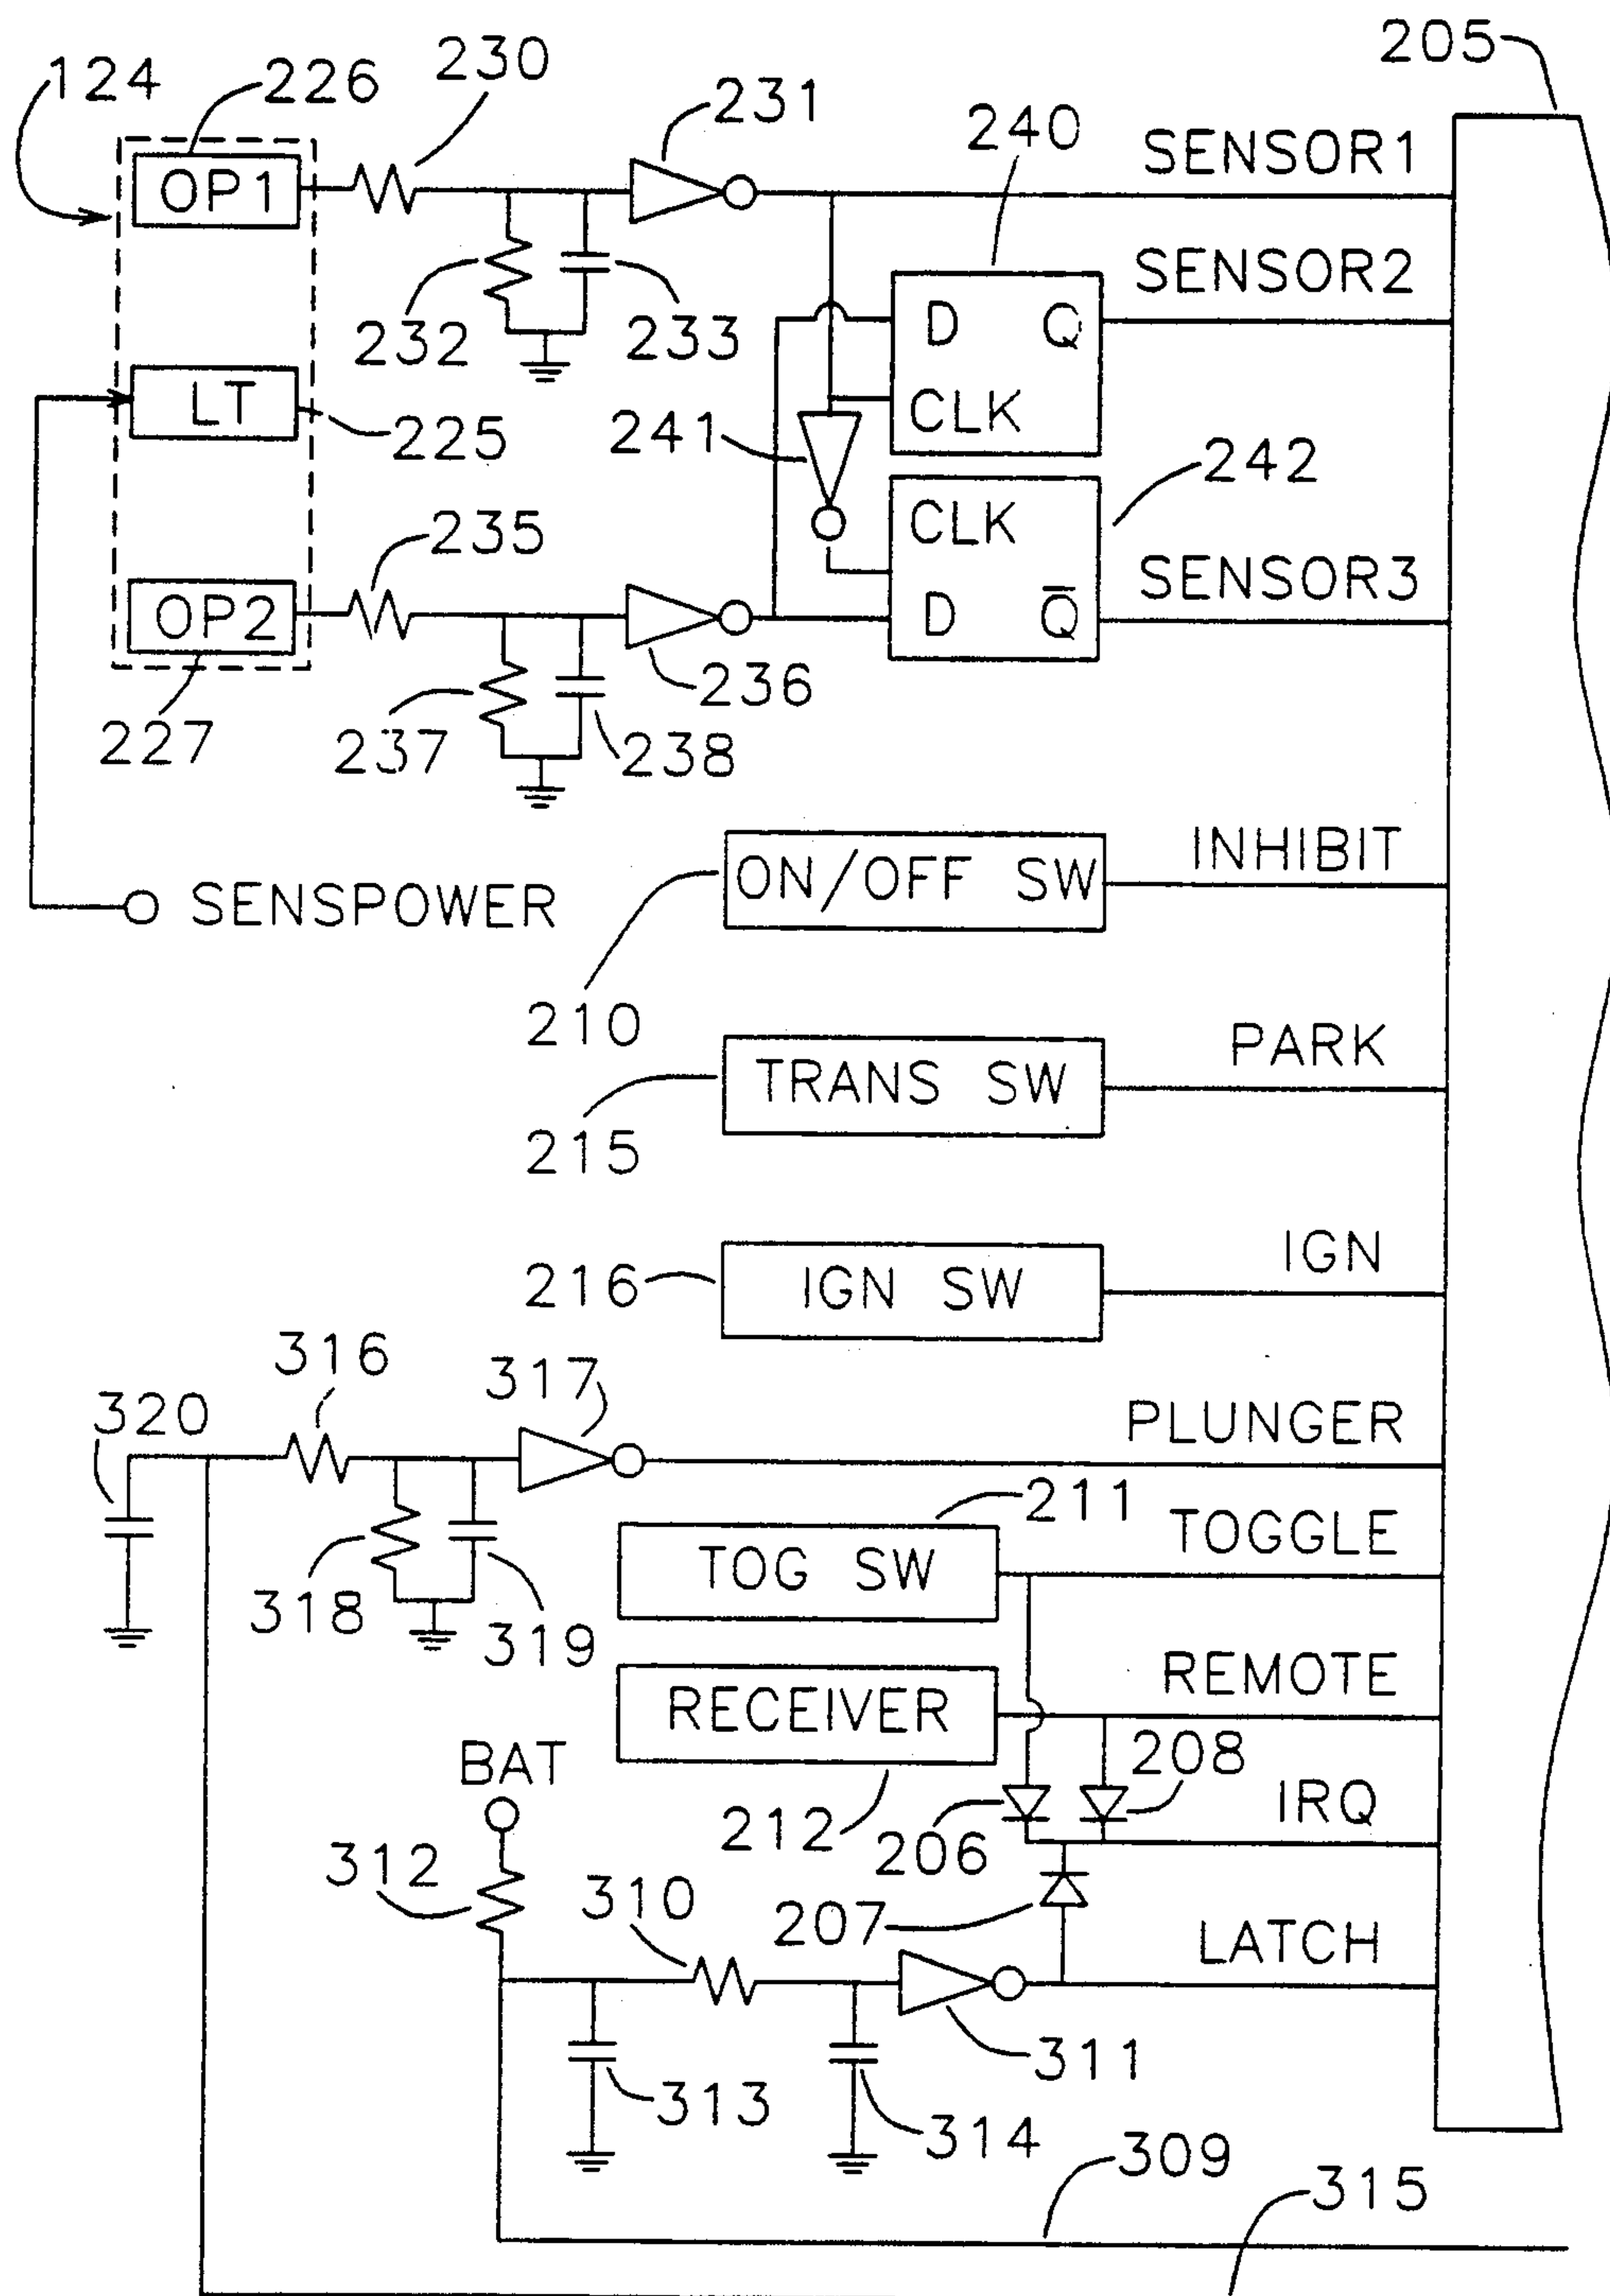 205
124
226
230
231
240
SENSOR1
OP1
SENSOR2
232
233
D Q
LT
225
241
CLK
242
235
CLK
SENSOR3
OP2
D Q̅
236
227
237
238
INHIBIT
ON/OFF SW
SENSPOWER
210
PARK
TRANS SW
215
IGN
216
IGN SW
316
317
320
PLUNGER
211
TOGGLE
TOG SW
318
319
REMOTE
RECEIVER
BAT
208
212
206
IRQ
312
310
207
LATCH
311
313
314
309
315